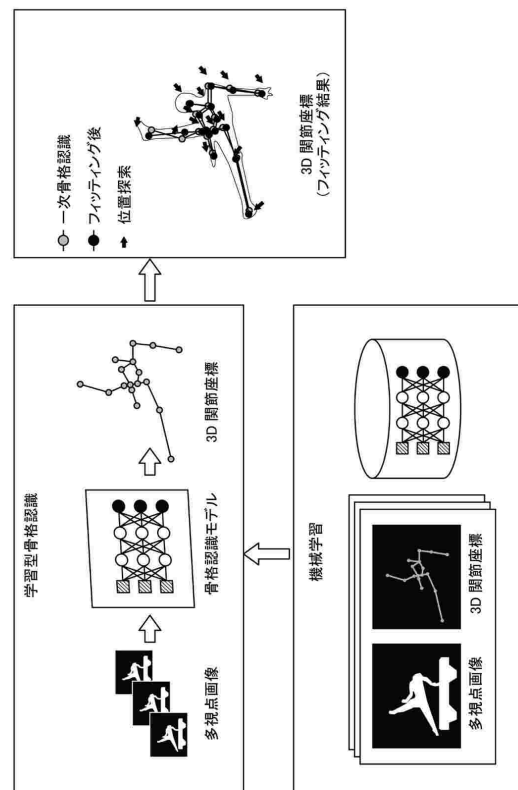 学習型骨格認識
多視点画像
骨格認識モデル
3D 関節座標
一次骨格認識
フィッティング後
位置探索
3D 関節座標
(フィッティング結果)
機械学習
多視点画像
3D 関節座標